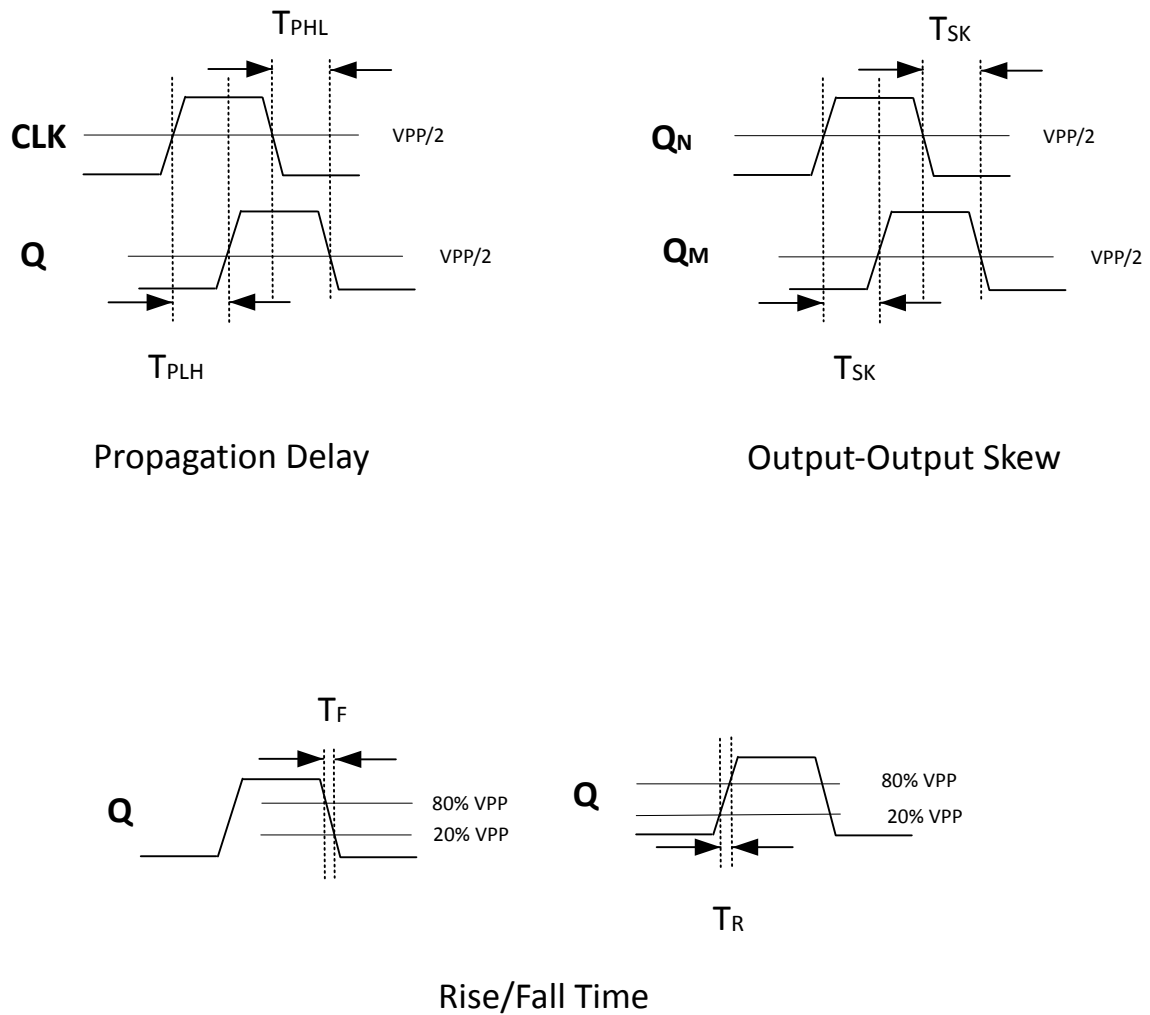 TPHL
CLK
VPP/2
Q
VPP/2
TPLH
Propagation Delay
TSK
QN
VPP/2
QM
VPP/2
TSK
Output-Output Skew
TF
Q
80% VPP
20% VPP
Q
80% VPP
20% VPP
TR
Rise/Fall Time